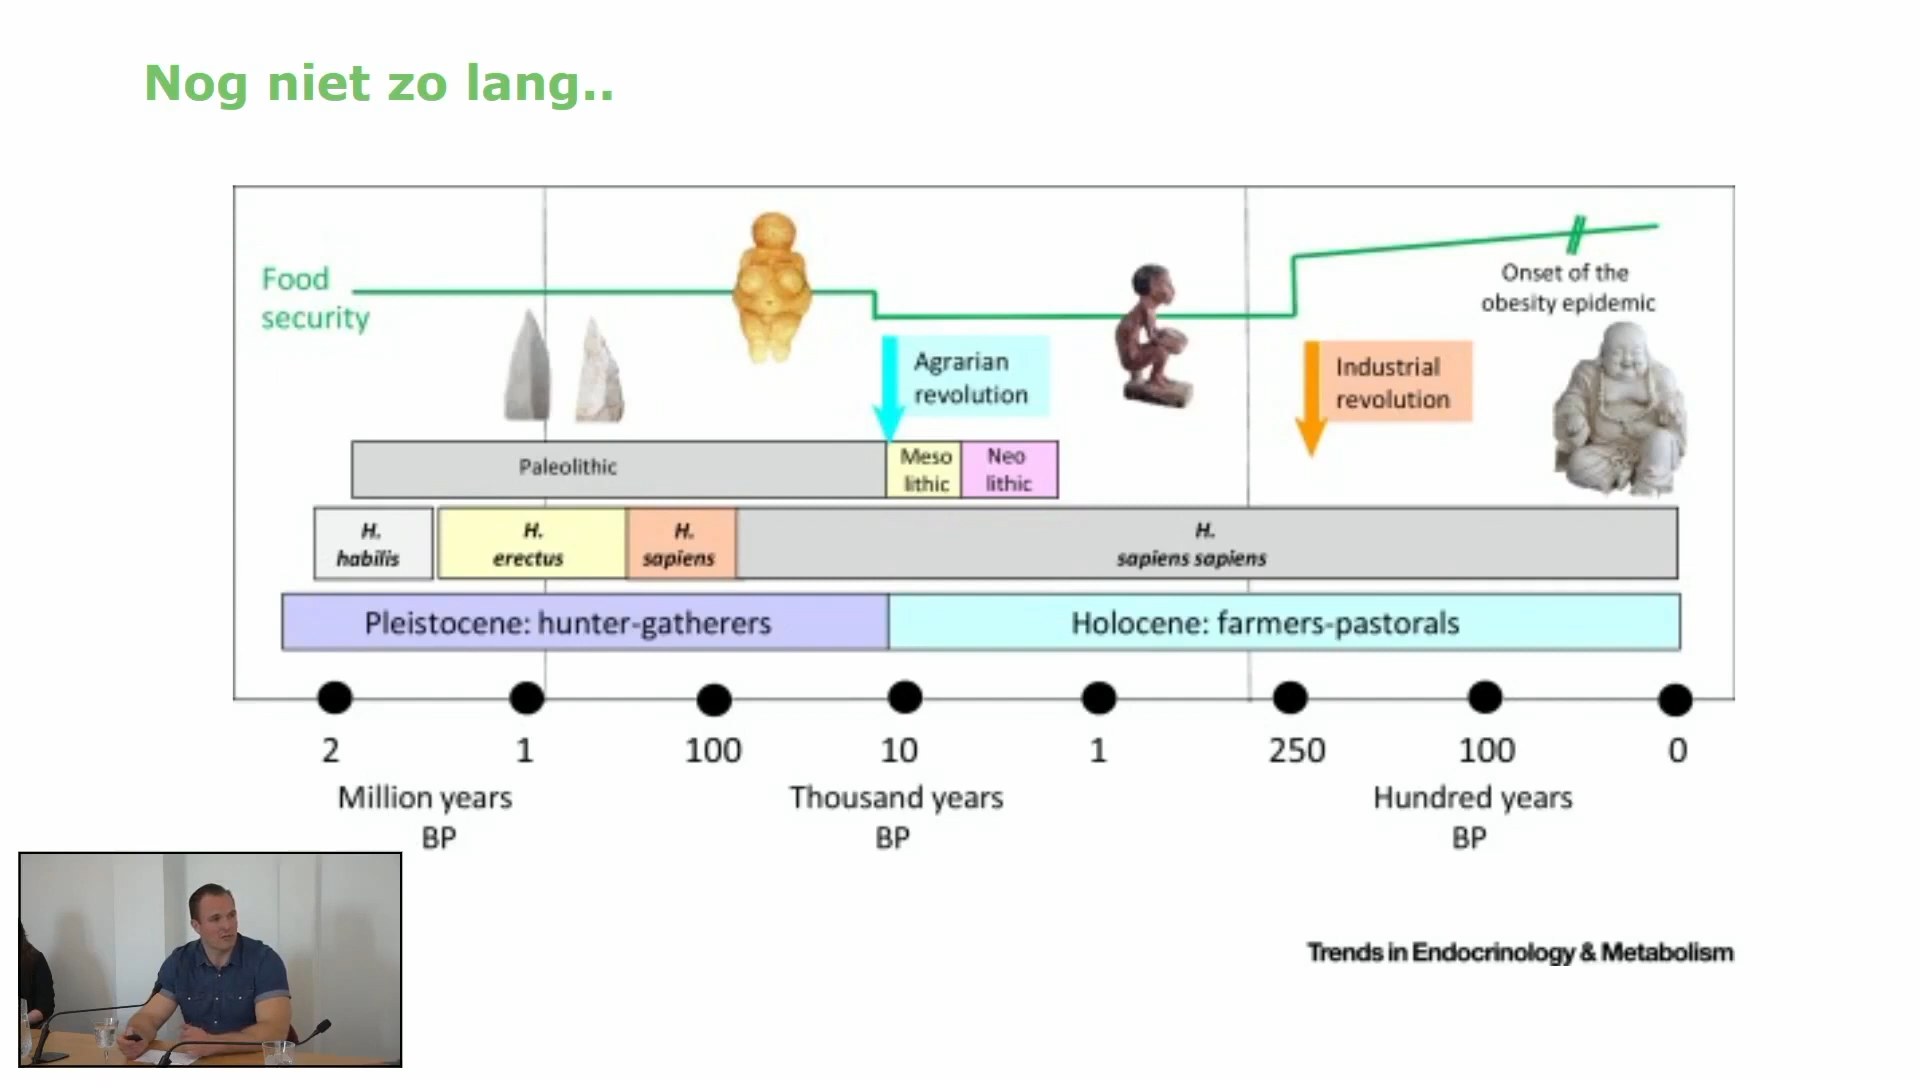 Nog niet zo lang..
Food
security
Onset of the
obesity epidemic
Agrarian
revolution
Industrial
revolution
Paleolithic
Meso
lithic
Neo
lithic
H.
habilis
H.
erectus
H.
sapiens
H.
sapiens sapiens
Pleistocene: hunter-gatherers
Holocene: farmers-pastorals
2 1 100 10 1 250 100 0
Million years
BP
Thousand years
BP
Hundred years
BP
Trends in Endocrinology & Metabolism